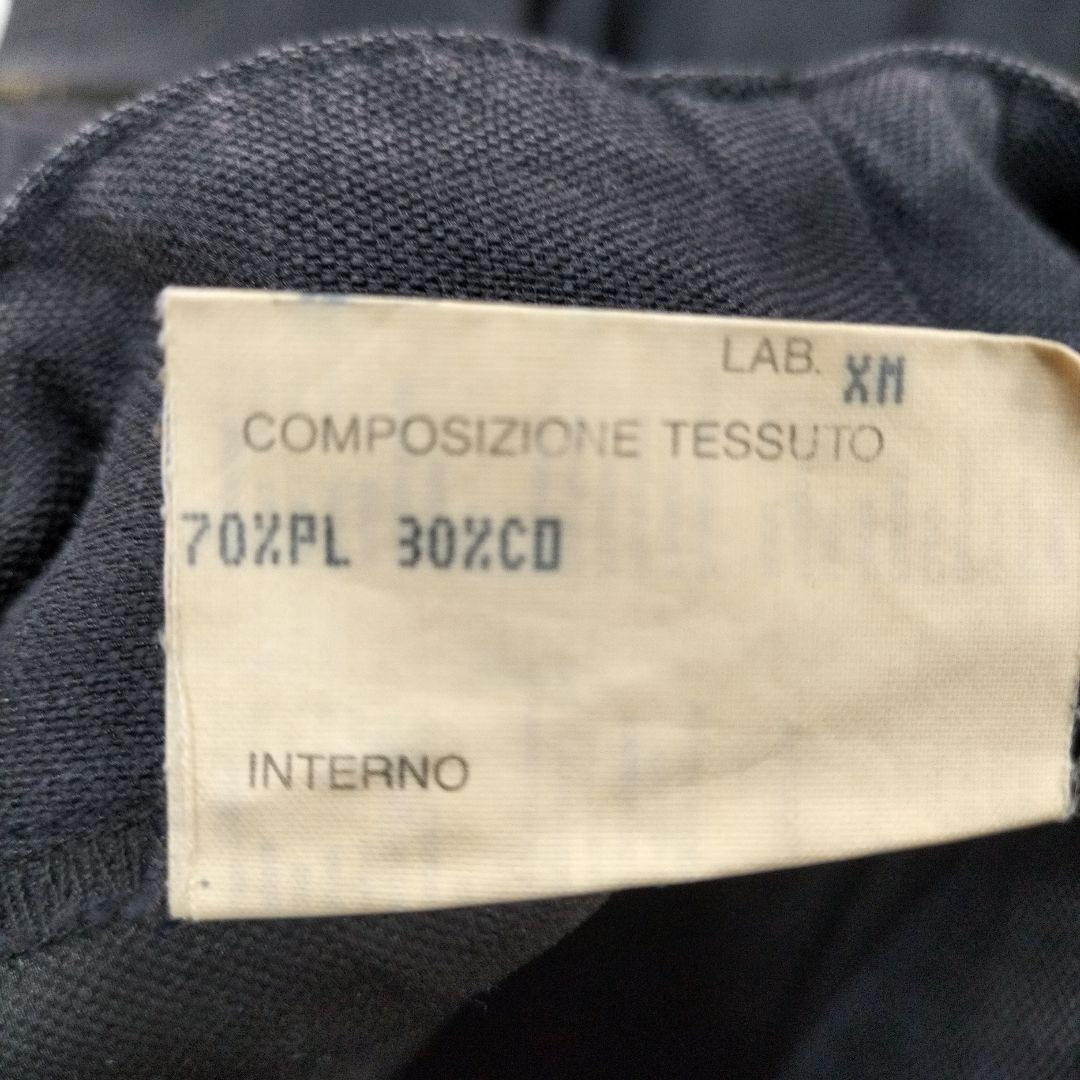 LAB. XM
COMPOSIZIONE TESSUTO
70%PL 30%CO
INTERNO